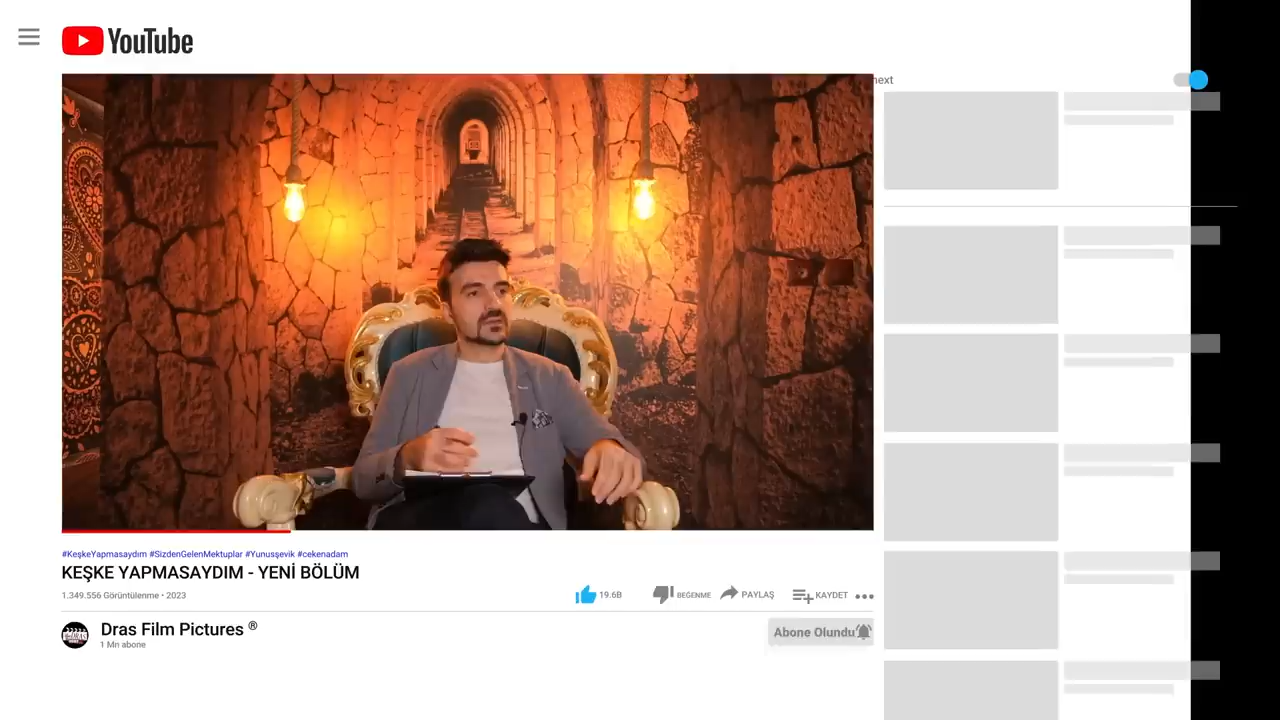 YouTube
next
#KeşkeYapmasaydım #SizdenGelenMektuplar #Yunusşevik #cekenadam
KEŞKE YAPMASAYDIM - YENİ BÖLÜM
1.349.556 Görüntülenme • 2023
19.6B
BEĞENME
PAYLAŞ
KAYDET
Dras Film Pictures ®
1 Mn abone
Abone Olundu